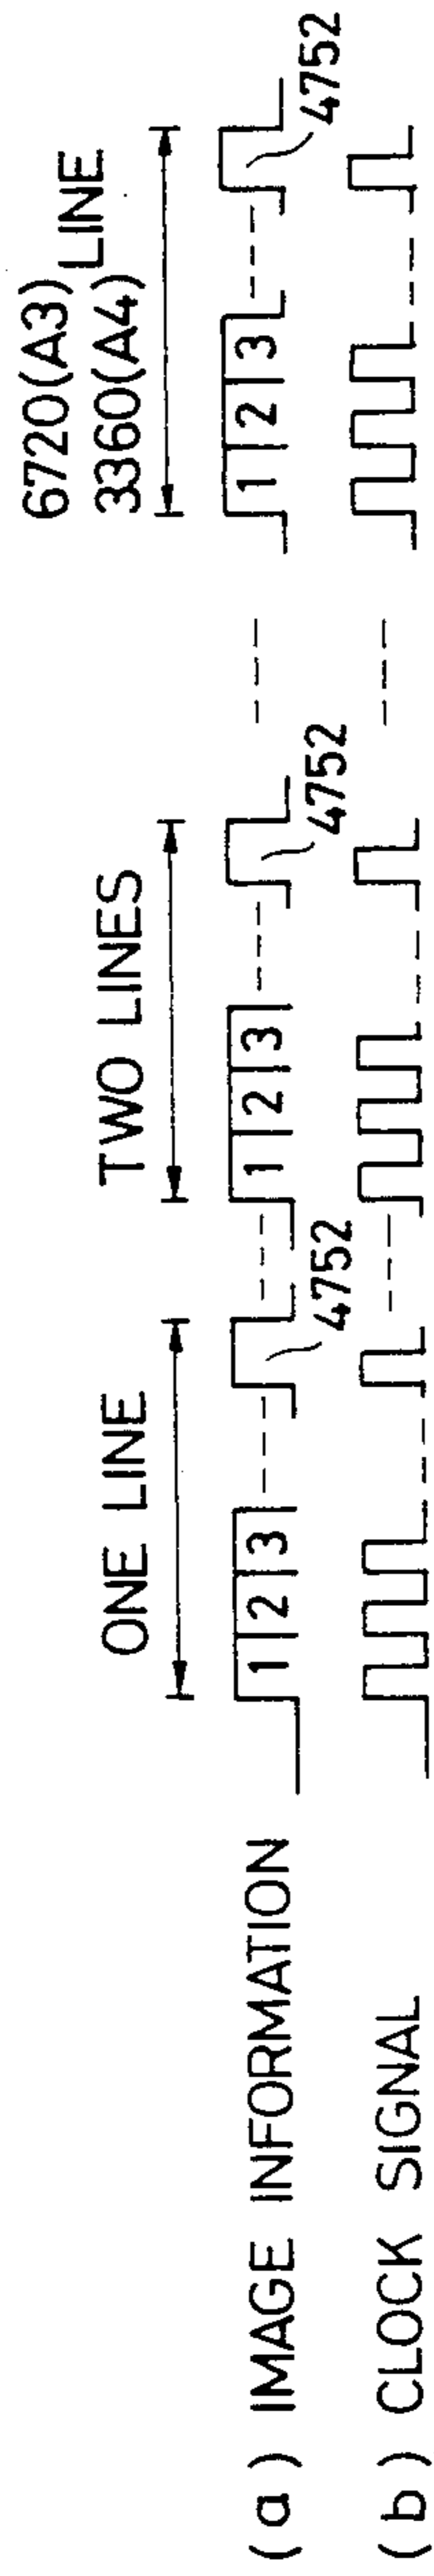 6720(A3)
3360(A4) LINE
ONE LINE
TWO LINES
(a) IMAGE INFORMATION
1 2 3 4752
1 2 3 4752
1 2 3 4752
(b) CLOCK SIGNAL